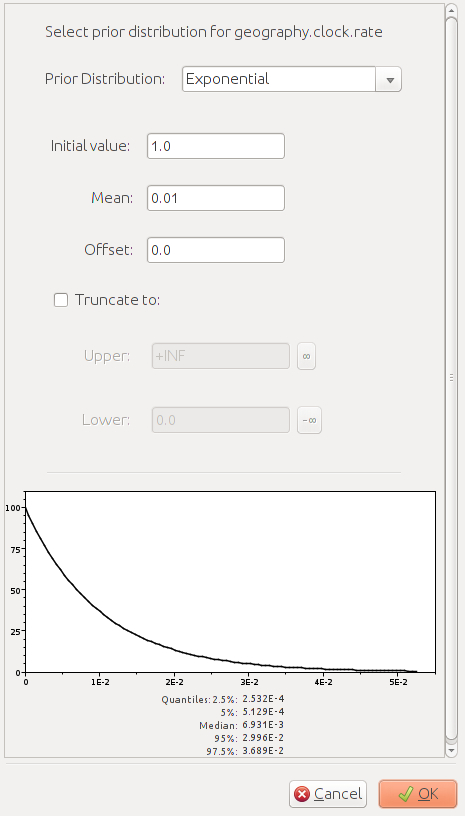 Select prior distribution for geography.clock.rate
Prior Distribution: Exponential
Initial value: 1.0
Mean: 0.01
Offset: 0.0
Truncate to:
Upper: +INF ∞
Lower: 0.0 -∞
100
75
50
25
0
0 1E-2 2E-2 3E-2 4E-2 5E-2
Quantiles: 2.5%: 2.532E-4
5%: 5.129E-4
Median: 6.931E-3
95%: 2.996E-2
97.5%: 3.689E-2
Cancel OK